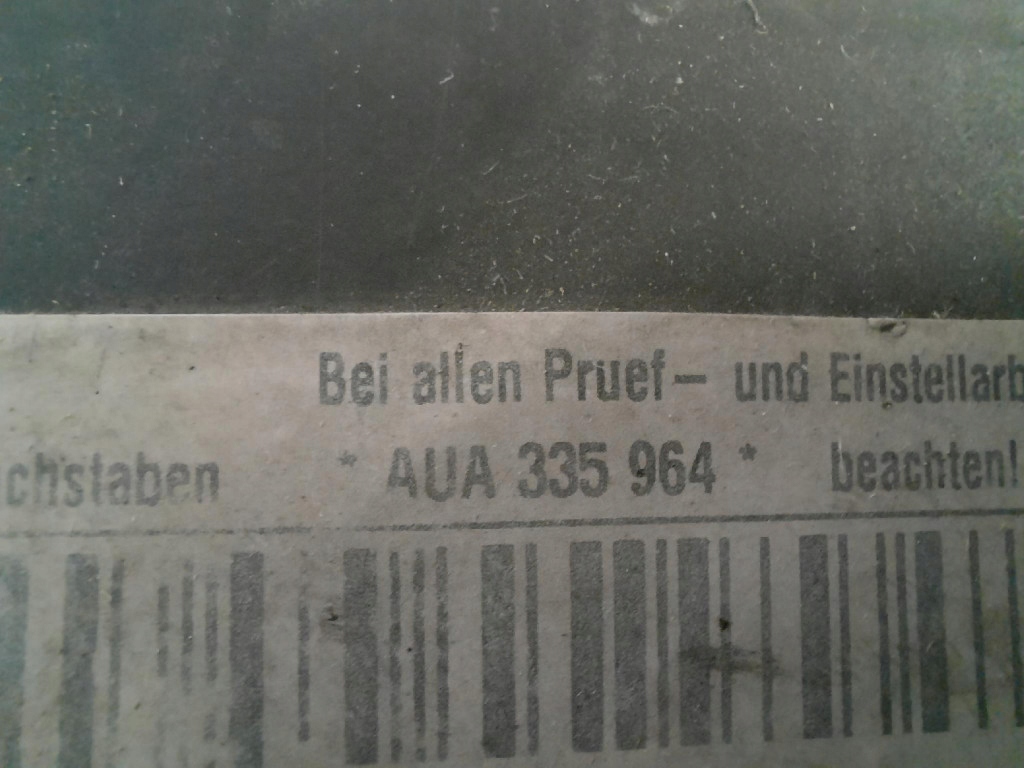 Bei allen Pruef- und Einstellarb
chstaben * AUA 335 964 * beachten!